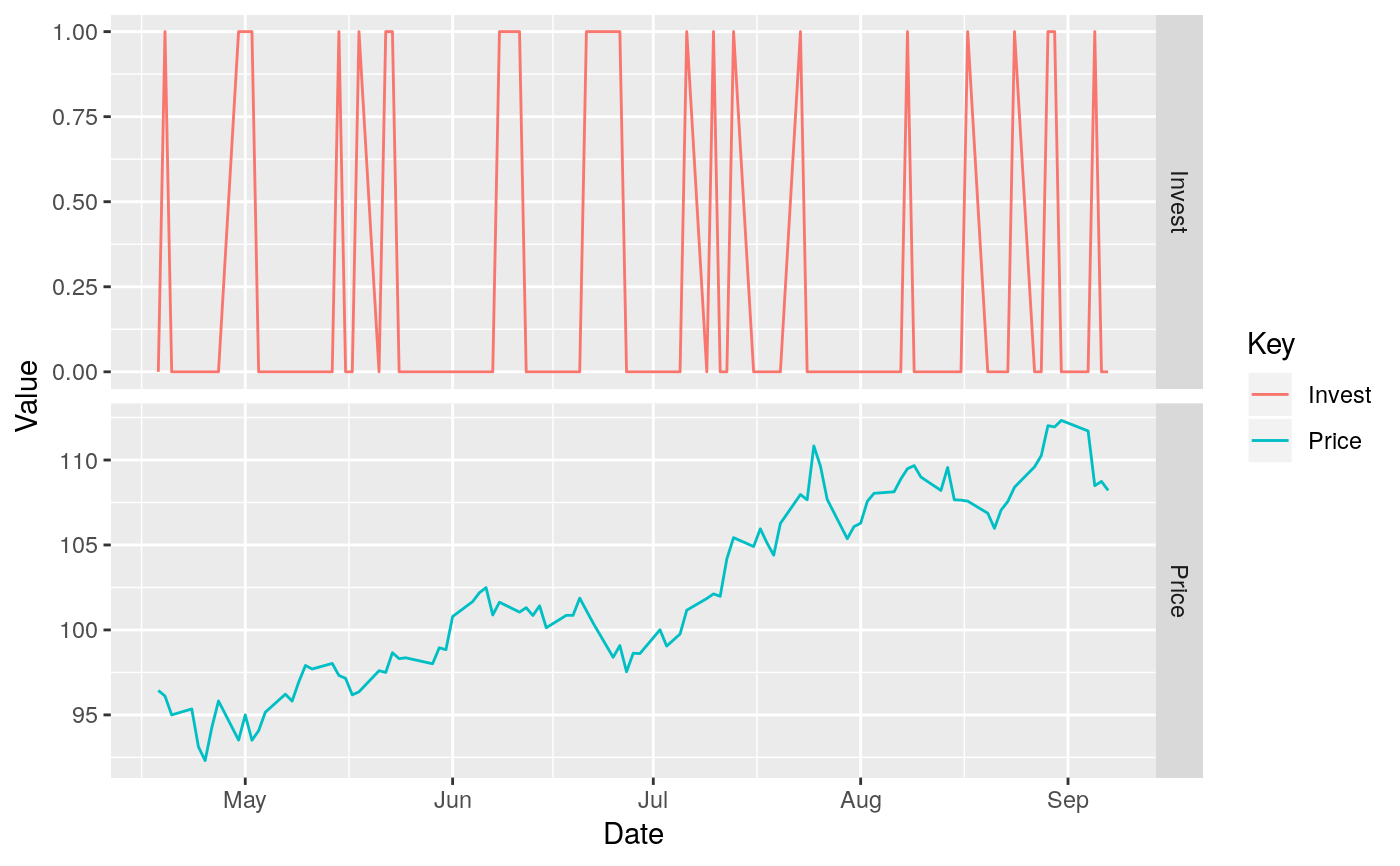 1.00
0.75
0.50
0.25
0.00
Invest
Value
110
105
100
95
Price
May Jun Jul Aug Sep
Date
Key
Invest
Price